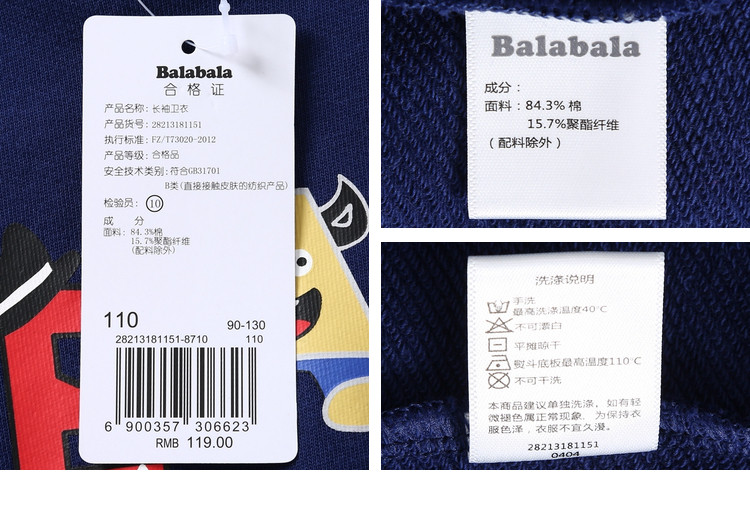 Balabala
合格证
产品名称: 长袖卫衣
产品货号: 28213181151
执行标准: FZ/T73020-2012
产品等级: 合格品
安全技术类别: 符合GB31701
B类(直接接触皮肤的纺织产品)
检验员: 10
成 分
面料: 84.3%棉
15.7%聚酯纤维
(配料除外)
110 90-130
28213181151-8710 110
6 900357 306623
RMB 119.00
Balabala
成分:
面料: 84.3% 棉
15.7%聚酯纤维
(配料除外)
洗涤说明
手洗
最高洗涤温度40℃
不可漂白
平摊晾干
熨斗底板最高温度110℃
不可干洗
本商品建议单独洗涤, 如有轻
微褪色属正常现象. 为保持衣
服色泽, 衣服不宜久浸。
28213181151
0404